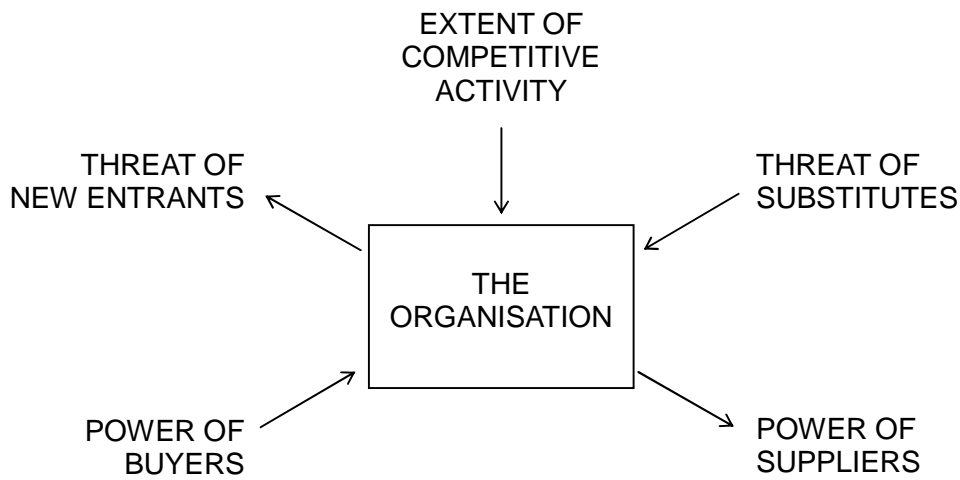 EXTENT OF
COMPETITIVE
ACTIVITY
THREAT OF
NEW ENTRANTS
THREAT OF
SUBSTITUTES
THE
ORGANISATION
POWER OF
BUYERS
POWER OF
SUPPLIERS